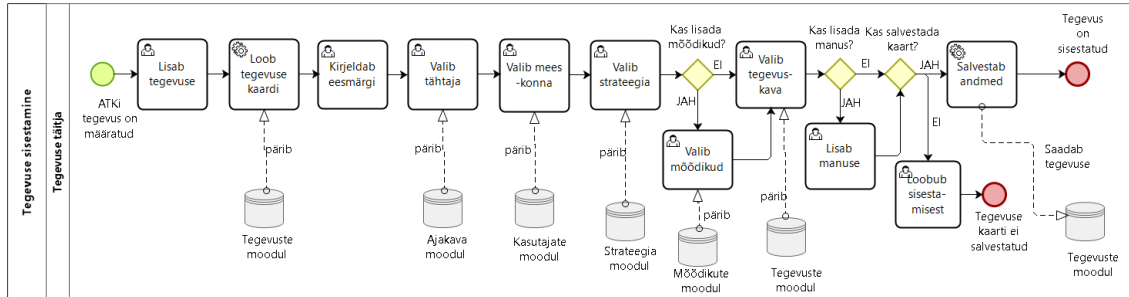 Tegevuse sisestamine
Tegevuse täitja
ATKi
tegevus on
määratud
Lisab
tegevuse
Loob
tegevuse
kaardi
Kirjeldab
eesmärgi
Valib
tähtaja
Valib mees
-konna
Valib
strateegia
Kas lisada
mõõdikud?
EI
JAH
Valib
mõõdikud
Valib
tegevus-
kava
Kas lisada
manus?
EI
JAH
Lisab
manuse
Kas salvestada
kaart?
JAH
EI
Salvestab
andmed
Tegevus
on
sisestatud
Loobub
sisesta-
misest
Tegevuse
kaarti ei
salvestatud
Saadab
tegevuse
pärib
pärib
pärib
pärib
pärib
pärib
Tegevuste
moodul
Ajakava
moodul
Kasutajate
moodul
Strateegia
moodul
Mõõdikute
moodul
Tegevuste
moodul
Tegevuste
moodul